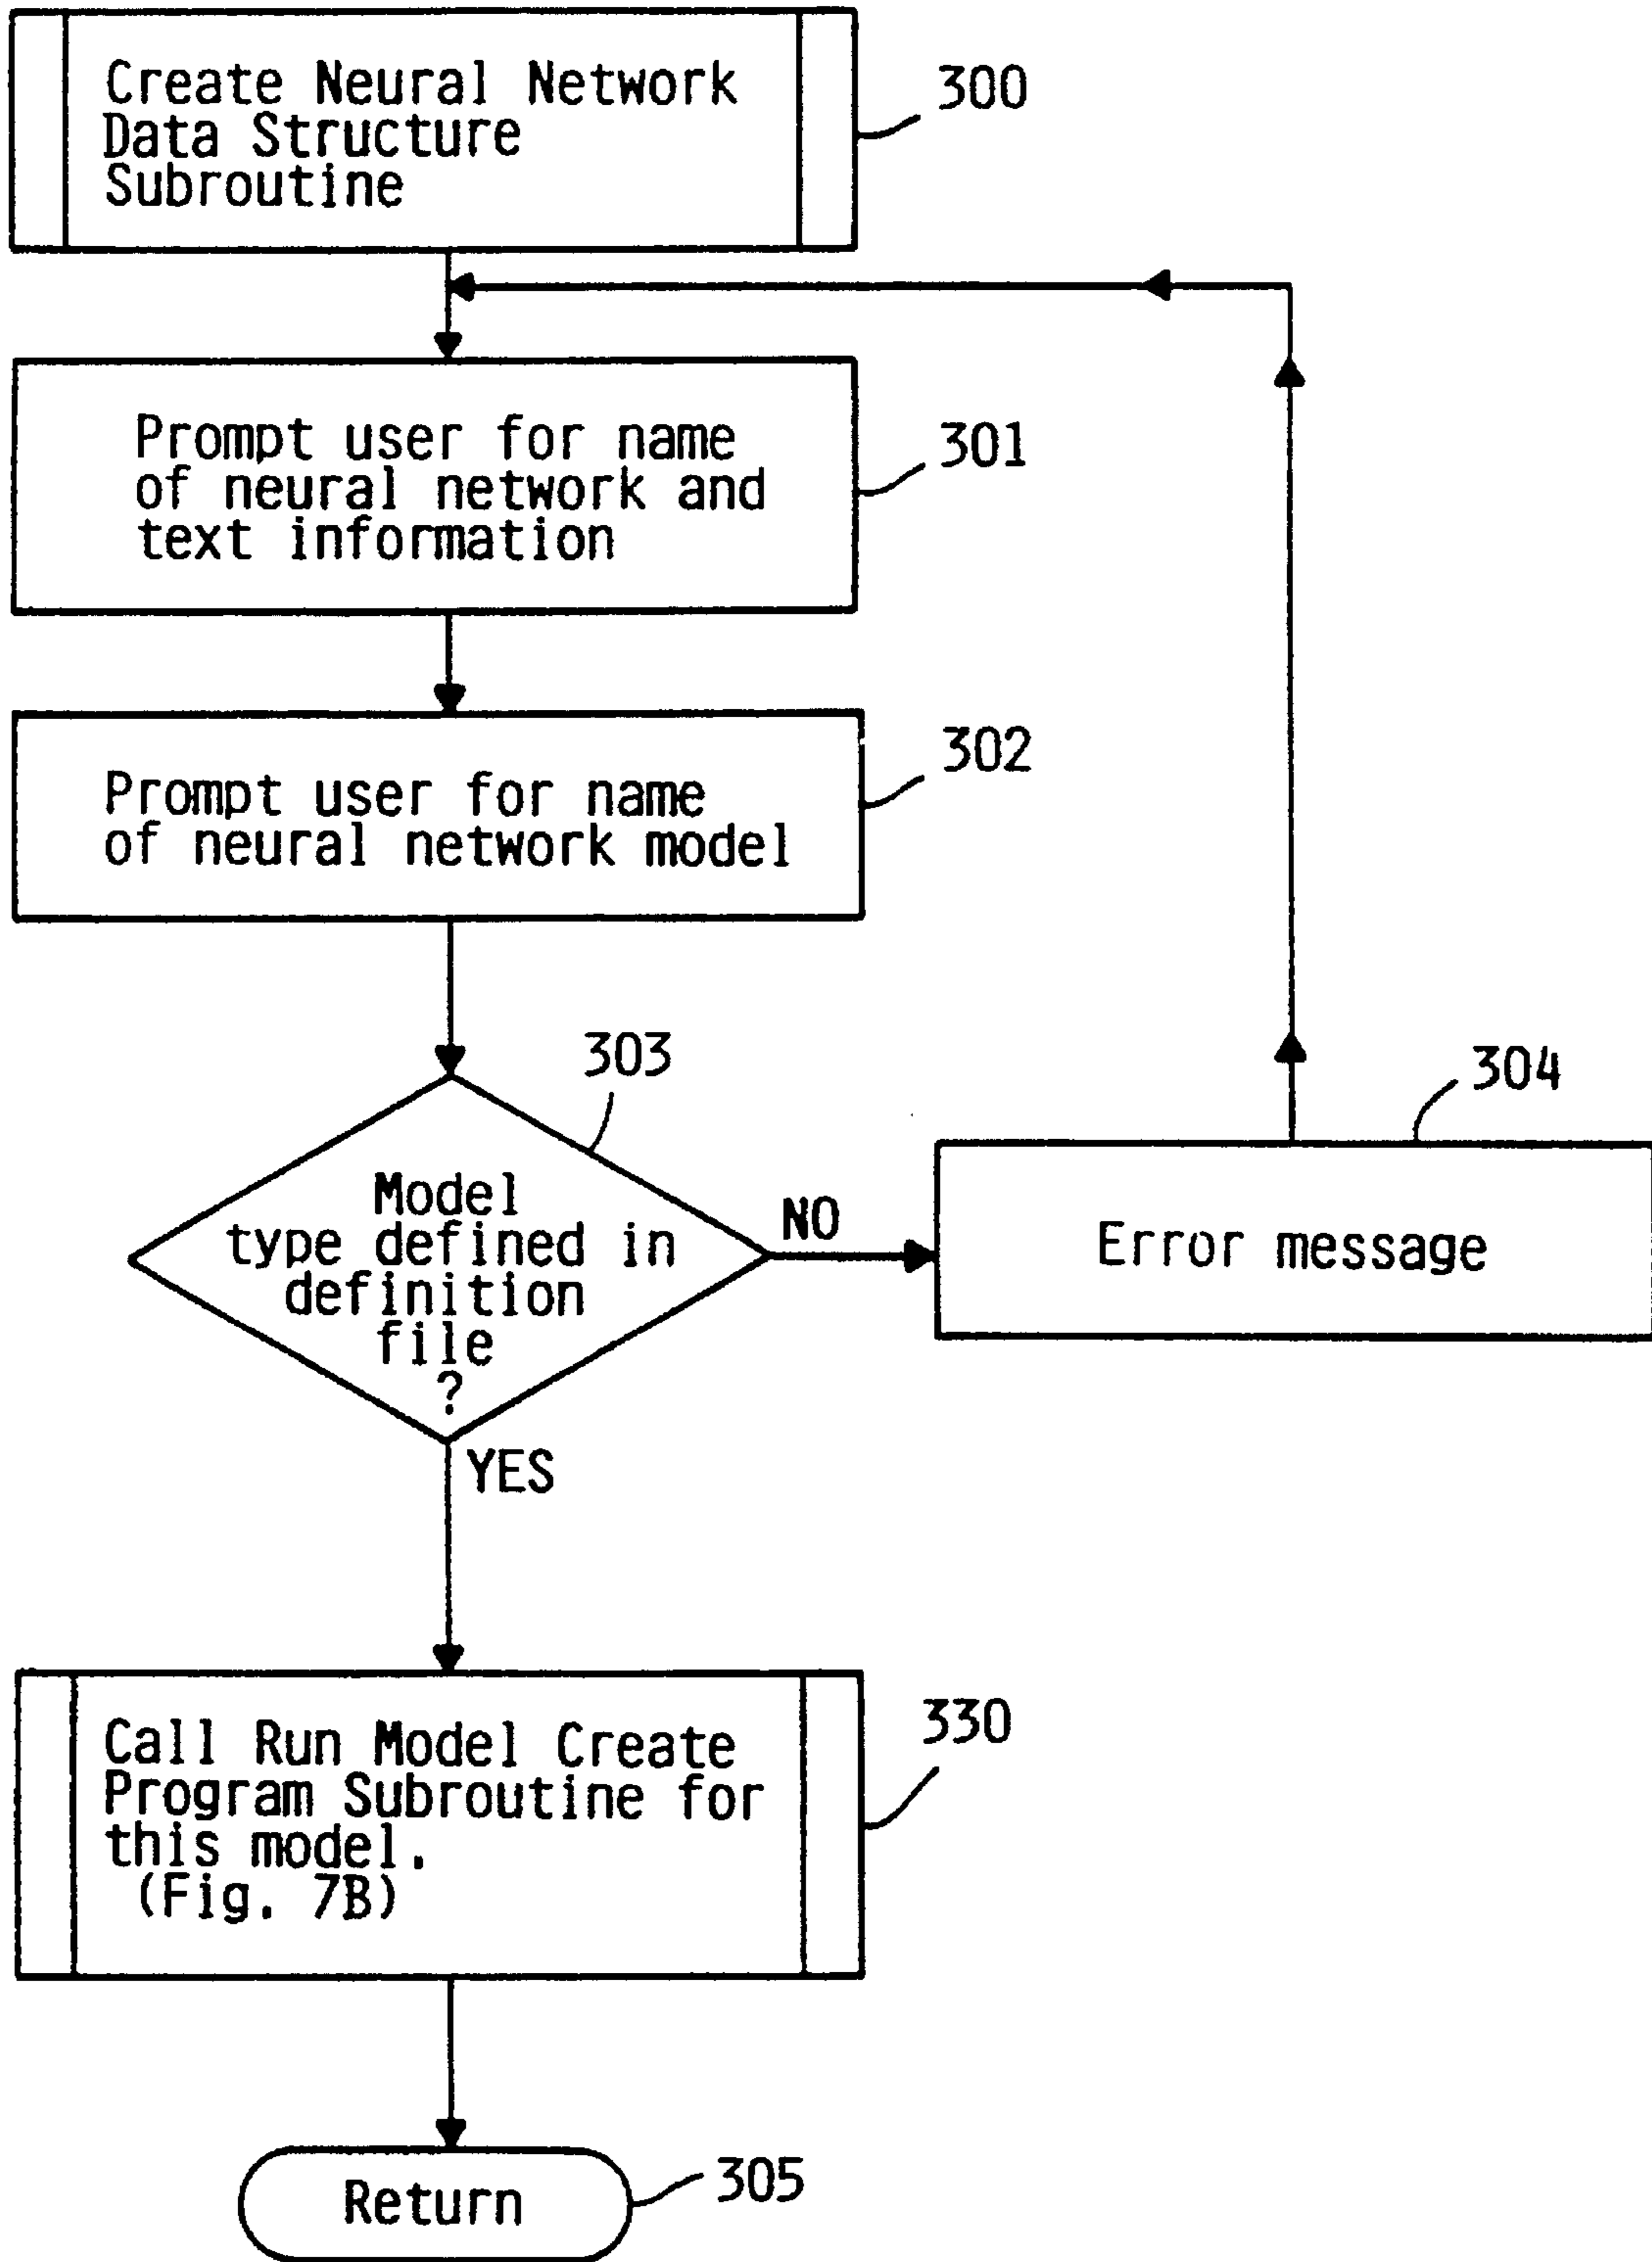 Create Neural Network
Data Structure
Subroutine
300
Prompt user for name
of neural network and
text information
301
Prompt user for name
of neural network model
302
303
Model
type defined in
definition
file
?
NO
304
Error message
YES
Call Run Model Create
Program Subroutine for
this model.
(Fig. 7B)
330
Return
305